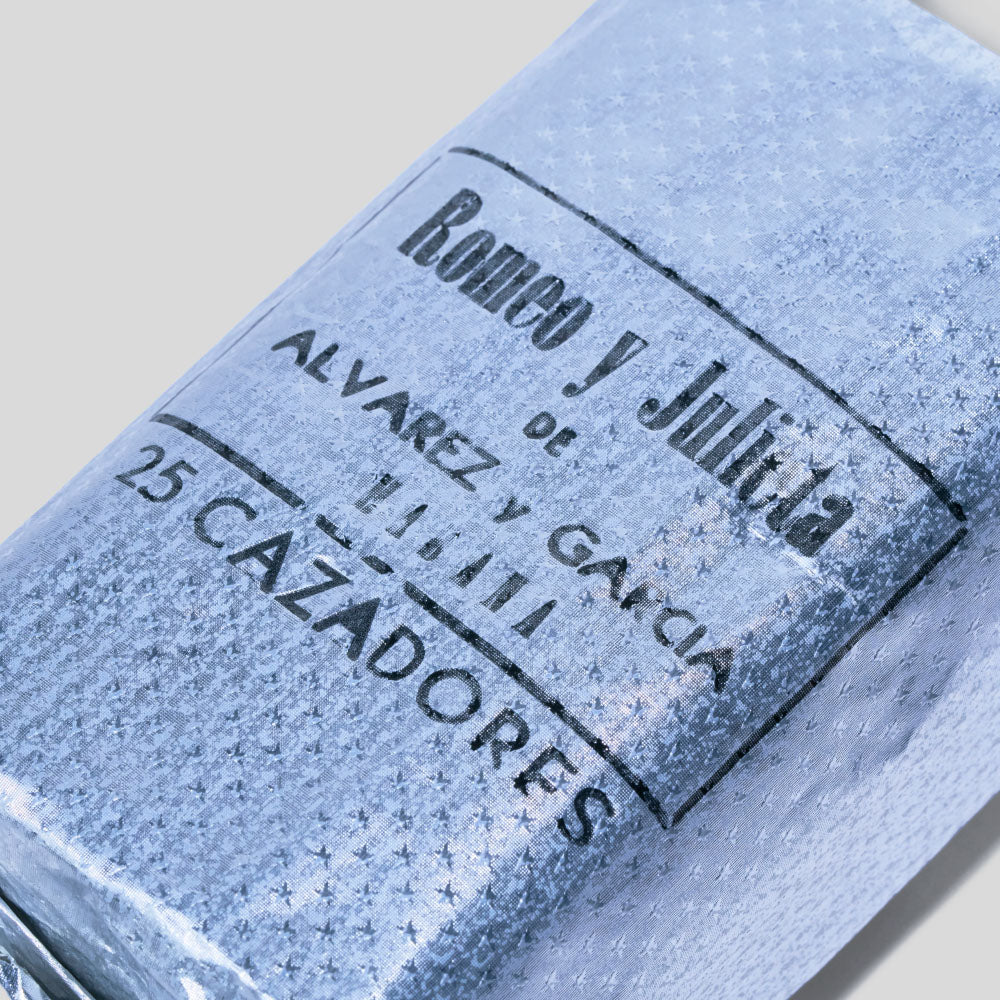 Romeo y Julieta
DE
ALVAREZ Y GARCIA
25 CAZADORES